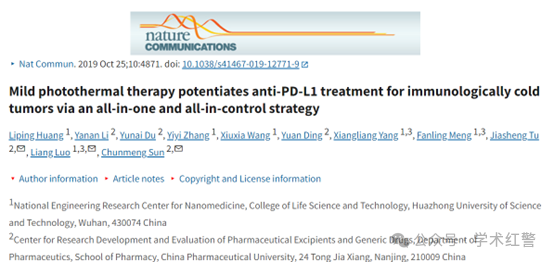 nature
COMMUNICATIONS
• Nat Commun. 2019 Oct 25;10:4871. doi: 10.1038/s41467-019-12771-9
Mild photothermal therapy potentiates anti-PD-L1 treatment for immunologically cold
tumors via an all-in-one and all-in-control strategy
Liping Huang 1, Yanan Li 2, Yunai Du 2, Yiyi Zhang 1, Xiuxia Wang 1, Yuan Ding 2, Xiangliang Yang 1,3, Fanling Meng 1,3, Jiasheng Tu
2,✉, Liang Luo 1,3,✉, Chunmeng Sun 2,✉
• Author information • Article notes • Copyright and License information
1National Engineering Research Center for Nanomedicine, College of Life Science and Technology, Huazhong University of Science
and Technology, Wuhan, 430074 China
2Center for Research Development and Evaluation of Pharmaceutical Excipients and Generic Drugs, Department of
Pharmaceutics, School of Pharmacy, China Pharmaceutical University, 24 Tong Jia Xiang, Nanjing, 210009 China
公众号 · 学术红警